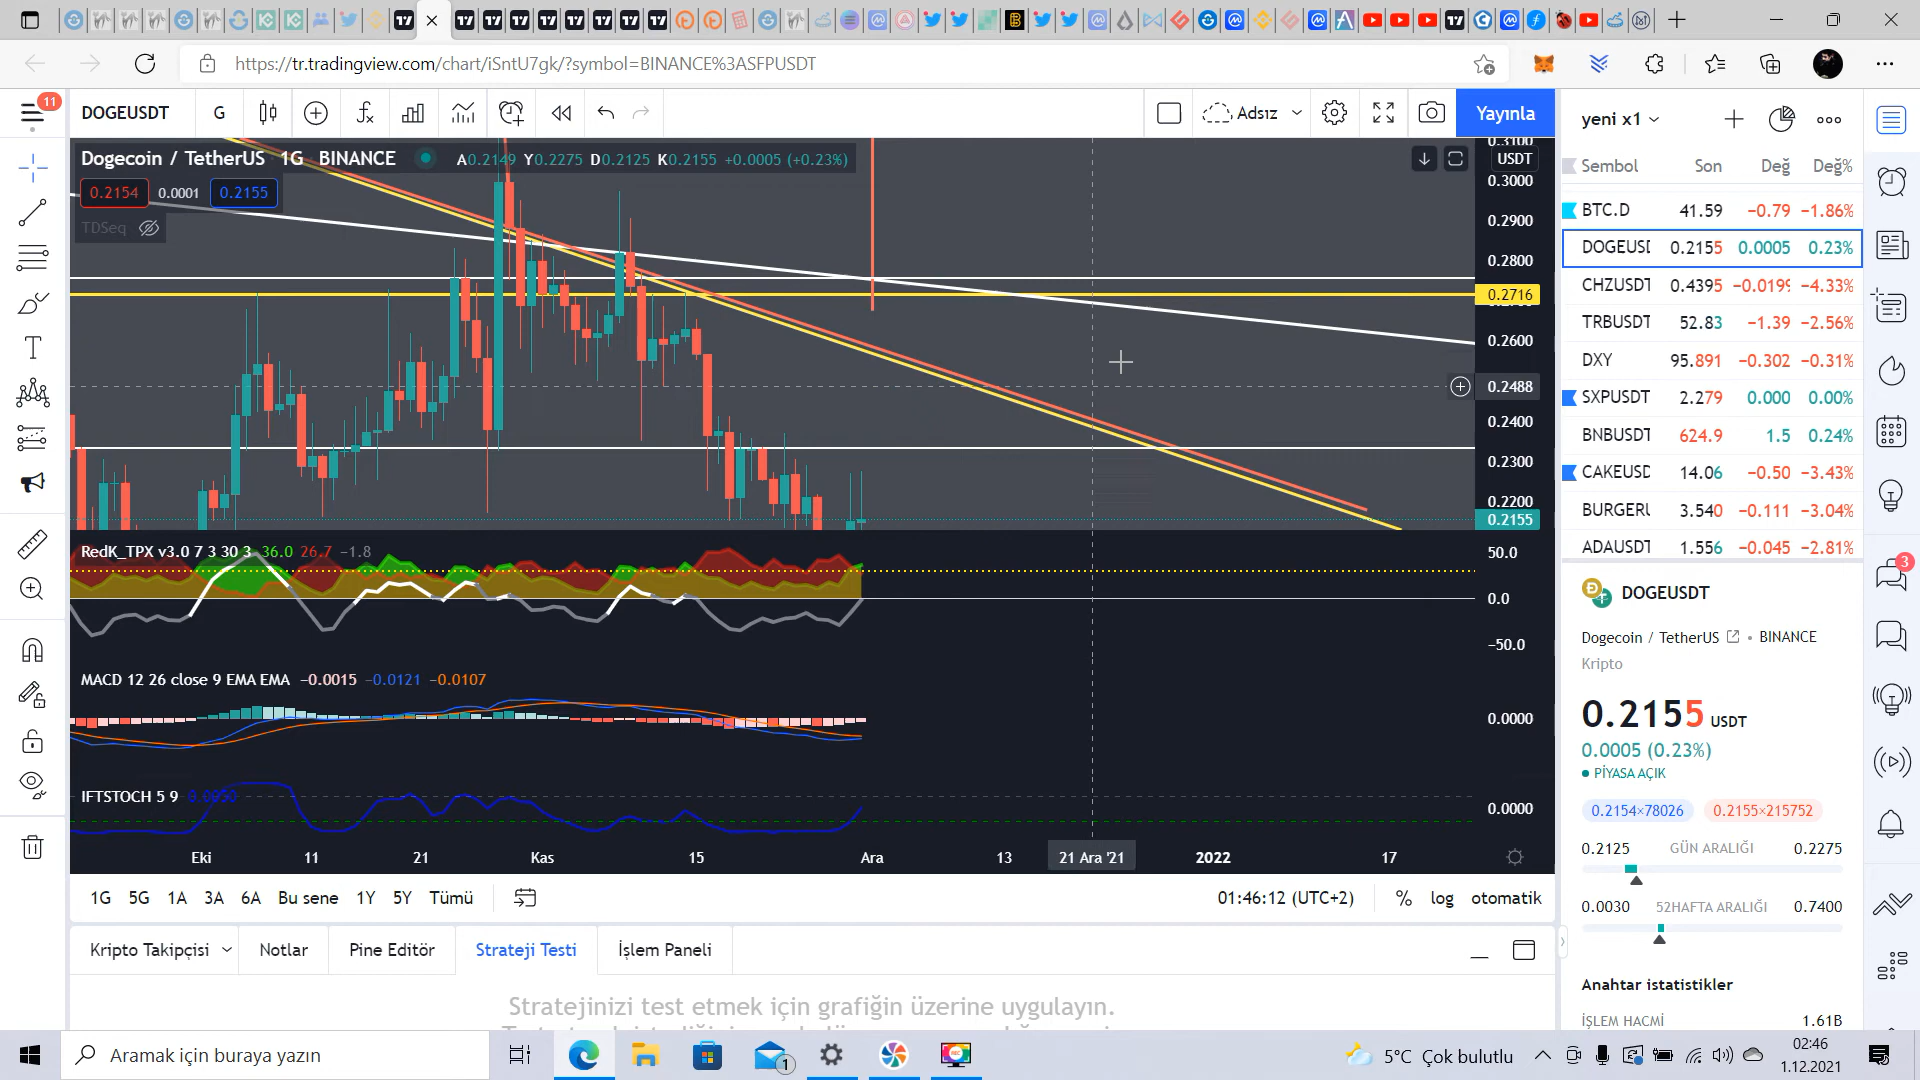 https://tr.tradingview.com/chart/iSntU7gk/?symbol=BINANCE%3ASFPUSDT
11
DOGEUSDT
G
Adsız
Yayınla
Dogecoin / TetherUS 1G BINANCE
A0.2149 Y0.2275 D0.2125 K0.2155 +0.0005 (+0.23%)
0.2154
0.0001
0.2155
TDSeq
USDT
0.3100
0.3000
0.2900
0.2800
0.2716
0.2600
0.2488
0.2400
0.2300
0.2200
0.2155
RedK_TPX v3.0 7 3 30 3 36.0 26.7 −1.8
50.0
0.0
−50.0
MACD 12 26 close 9 EMA EMA −0.0015 −0.0121 −0.0107
0.0000
IFTSTOCH 5 9
0.0000
Eki
11
21
Kas
15
Ara
13
21 Ara '21
2022
17
1G 5G 1A 3A 6A Bu sene 1Y 5Y Tümü
01:46:12 (UTC+2)
%
log
otomatik
Kripto Takipçisi
Notlar
Pine Editör
Strateji Testi
İşlem Paneli
Stratejinizi test etmek için grafiğin üzerine uygulayın.
yeni x1
Sembol Son Değ Değ%
BTC.D 41.59 −0.79 −1.86%
DOGEUSD 0.2155 0.0005 0.23%
CHZUSDT 0.4395 −0.0199 −4.33%
TRBUSDT 52.83 −1.39 −2.56%
DXY 95.891 −0.302 −0.31%
SXPUSDT 2.279 0.000 0.00%
BNBUSDT 624.9 1.5 0.24%
CAKEUSD 14.06 −0.50 −3.43%
BURGERU 3.540 −0.111 −3.04%
ADAUSDT 1.556 −0.045 −2.81%
3
DOGEUSDT
Dogecoin / TetherUS • BINANCE
Kripto
0.2155 USDT
0.0005 (0.23%)
PİYASA AÇIK
0.2154×78026
0.2155×215752
0.2125 GÜN ARALIĞI 0.2275
0.0030 52HAFTA ARALIĞI 0.7400
Anahtar istatistikler
İŞLEM HACMİ 1.61B
Aramak için buraya yazın
1
5°C Çok bulutlu
02:46
1.12.2021